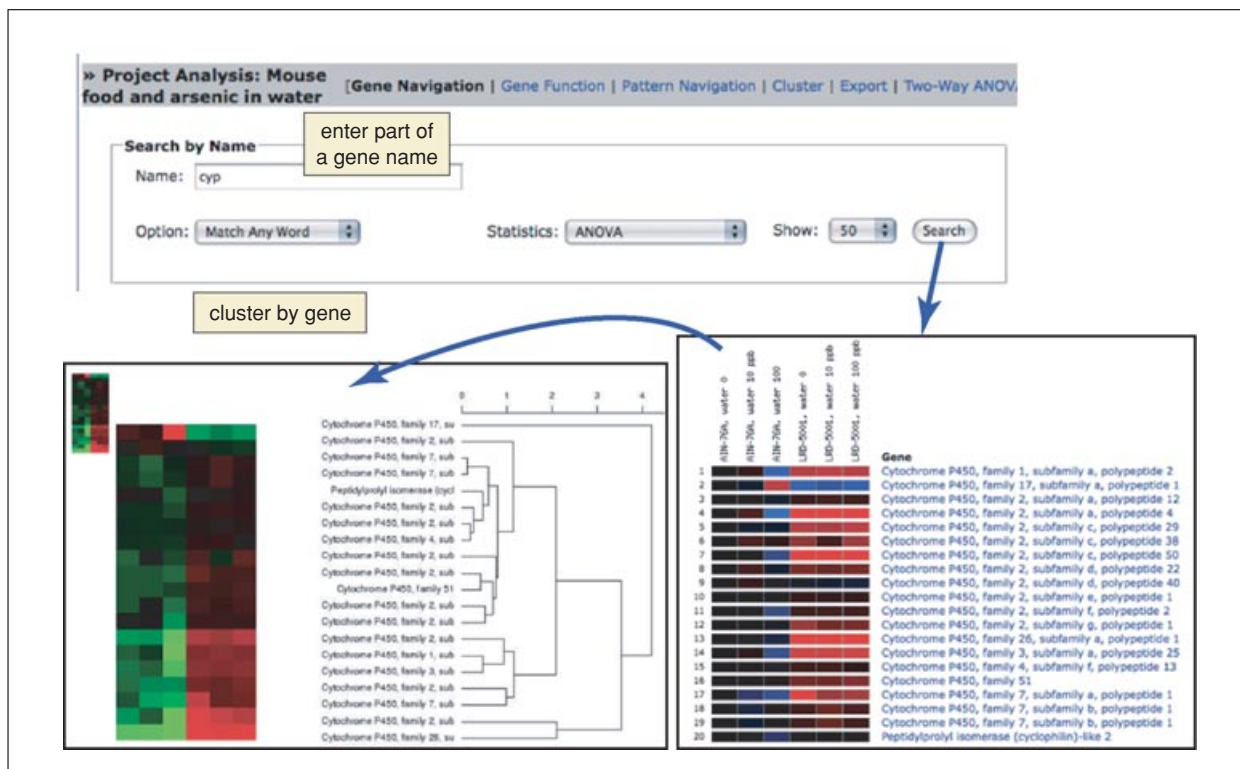 » Project Analysis: Mouse
food and arsenic in water
[Gene Navigation | Gene Function | Pattern Navigation | Cluster | Export | Two-Way ANOVA
enter part of
a gene name
Search by Name
Name: cyp
Option: Match Any Word
Statistics: ANOVA
Show: 50
Search
cluster by gene
0 1 2 3 4
Cytochrome P450, family 17, su
Cytochrome P450, family 2, sub
Cytochrome P450, family 7, sub
Cytochrome P450, family 7, sub
Peptidylprolyl isomerase (cycl
Cytochrome P450, family 2, sub
Cytochrome P450, family 2, sub
Cytochrome P450, family 4, sub
Cytochrome P450, family 2, sub
Cytochrome P450, family 2, sub
Cytochrome P450, family 51
Cytochrome P450, family 2, sub
Cytochrome P450, family 2, sub
Cytochrome P450, family 2, sub
Cytochrome P450, family 1, sub
Cytochrome P450, family 3, sub
Cytochrome P450, family 2, sub
Cytochrome P450, family 7, sub
Cytochrome P450, family 2, sub
Cytochrome P450, family 26, su
AIN-76A, water 0
AIN-76A, water 10 ppb
AIN-76A, water 100
LRD-5001, water 0
LRD-5001, water 10 ppb
LRD-5001, water 100 ppb
Gene
1 Cytochrome P450, family 1, subfamily a, polypeptide 2
2 Cytochrome P450, family 17, subfamily a, polypeptide 1
3 Cytochrome P450, family 2, subfamily a, polypeptide 12
4 Cytochrome P450, family 2, subfamily a, polypeptide 4
5 Cytochrome P450, family 2, subfamily c, polypeptide 29
6 Cytochrome P450, family 2, subfamily c, polypeptide 38
7 Cytochrome P450, family 2, subfamily c, polypeptide 50
8 Cytochrome P450, family 2, subfamily d, polypeptide 22
9 Cytochrome P450, family 2, subfamily d, polypeptide 40
10 Cytochrome P450, family 2, subfamily e, polypeptide 1
11 Cytochrome P450, family 2, subfamily f, polypeptide 2
12 Cytochrome P450, family 2, subfamily g, polypeptide 1
13 Cytochrome P450, family 26, subfamily a, polypeptide 1
14 Cytochrome P450, family 3, subfamily a, polypeptide 25
15 Cytochrome P450, family 4, subfamily f, polypeptide 13
16 Cytochrome P450, family 51
17 Cytochrome P450, family 7, subfamily a, polypeptide 1
18 Cytochrome P450, family 7, subfamily b, polypeptide 1
19 Cytochrome P450, family 7, subfamily b, polypeptide 1
20 Peptidylprolyl isomerase (cyclophilin)-like 2